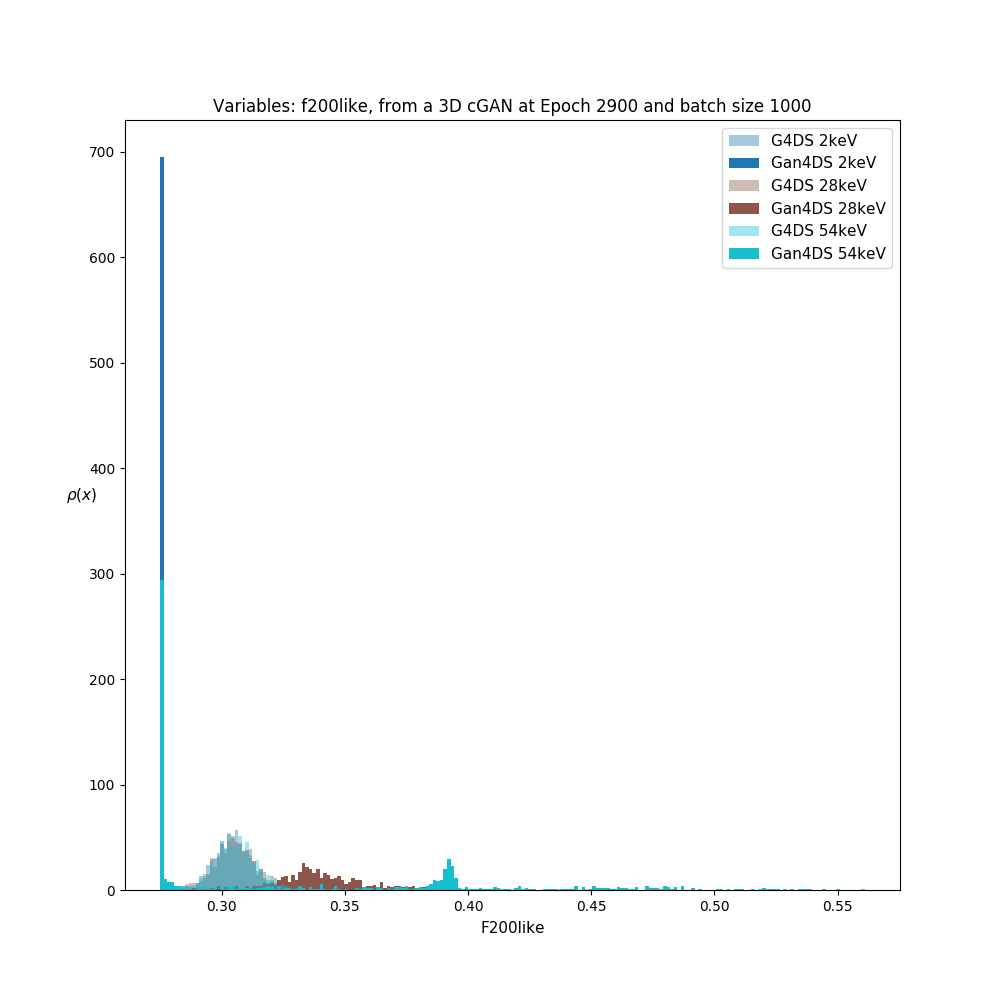 Variables: f200like, from a 3D cGAN at Epoch 2900 and batch size 1000
G4DS 2keV
Gan4DS 2keV
G4DS 28keV
Gan4DS 28keV
G4DS 54keV
Gan4DS 54keV
700
600
500
400
ρ(x)
300
200
100
0
0.30 0.35 0.40 0.45 0.50 0.55
F200like